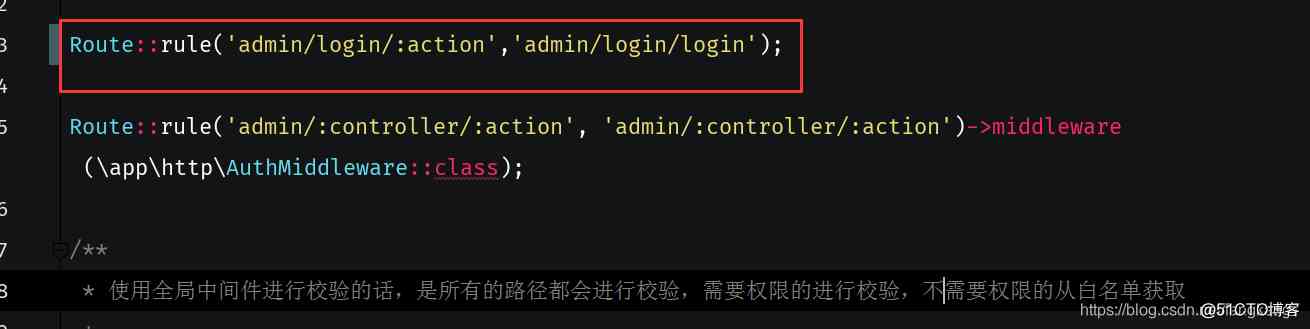 2
3 Route::rule('admin/login/:action','admin/login/login');
4
5 Route::rule('admin/:controller/:action', 'admin/:controller/:action')->middleware
(\app\http\AuthMiddleware::class);
6
7 /**
8 * 使用全局中间件进行校验的话，是所有的路径都会进行校验，需要权限的进行校验，不需要权限的从白名单获取
https://blog.csdn.n
@51CTO博客